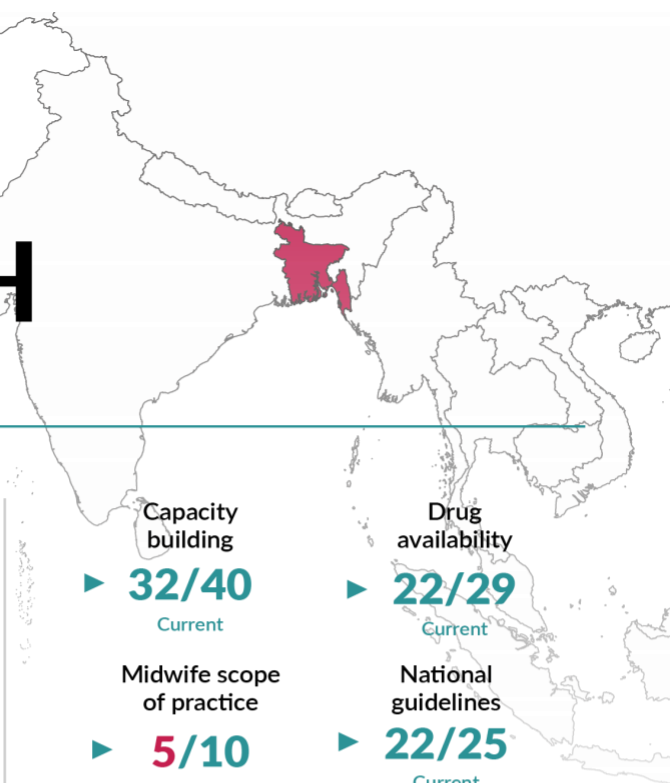 Capacity
building
32/40
Current
Drug
availability
22/29
Current
Midwife scope
of practice
5/10
National
guidelines
22/25
Current